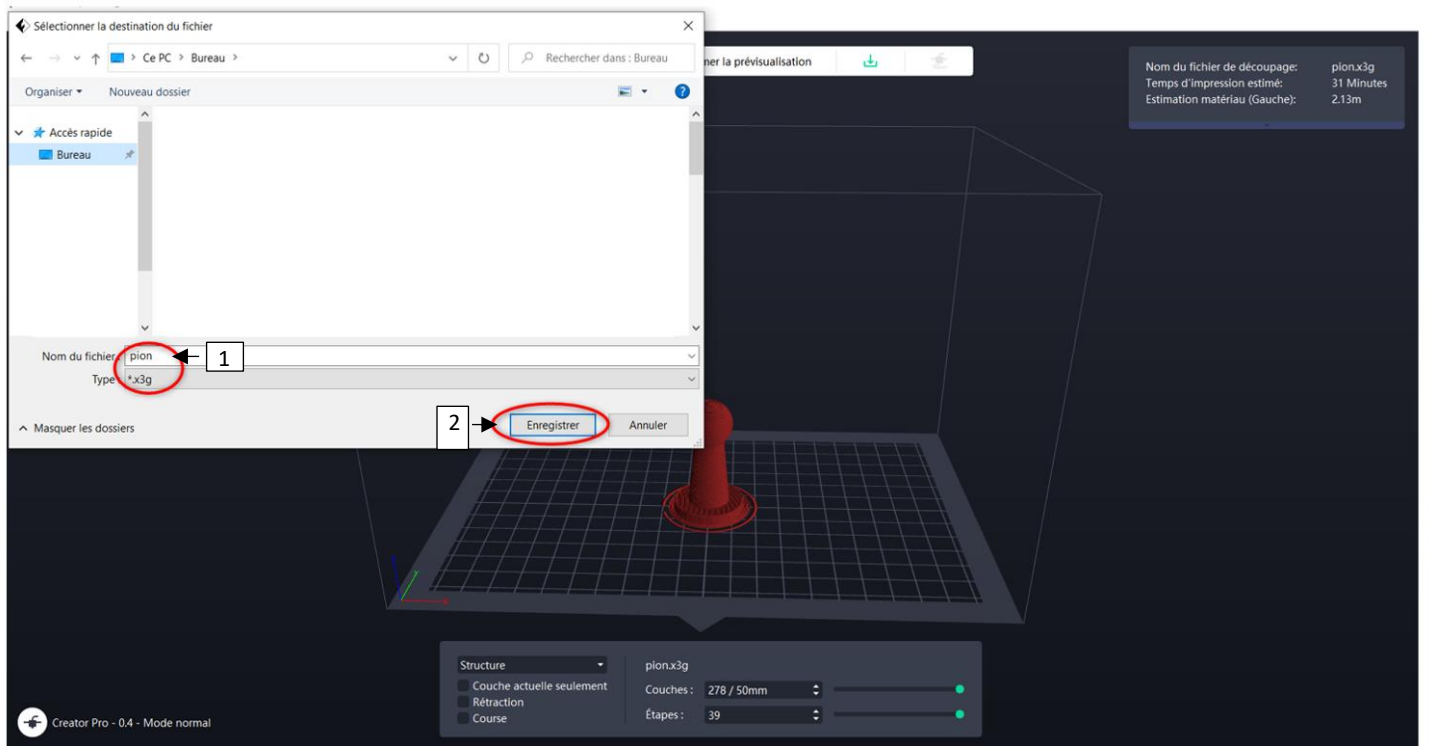 Sélectionner la destination du fichier
Ce PC > Bureau >
Rechercher dans : Bureau
Organiser
Nouveau dossier
Accès rapide
Bureau
Nom du fichier : pion
1
Type : *.x3g
2
Enregistrer
Annuler
Masquer les dossiers
ner la prévisualisation
Nom du fichier de découpage: pion.x3g
Temps d'impression estimé: 31 Minutes
Estimation matériau (Gauche): 2.13m
Structure
Couche actuelle seulement
Rétraction
Course
pion.x3g
Couches : 278 / 50mm
Étapes : 39
Creator Pro - 0.4 - Mode normal